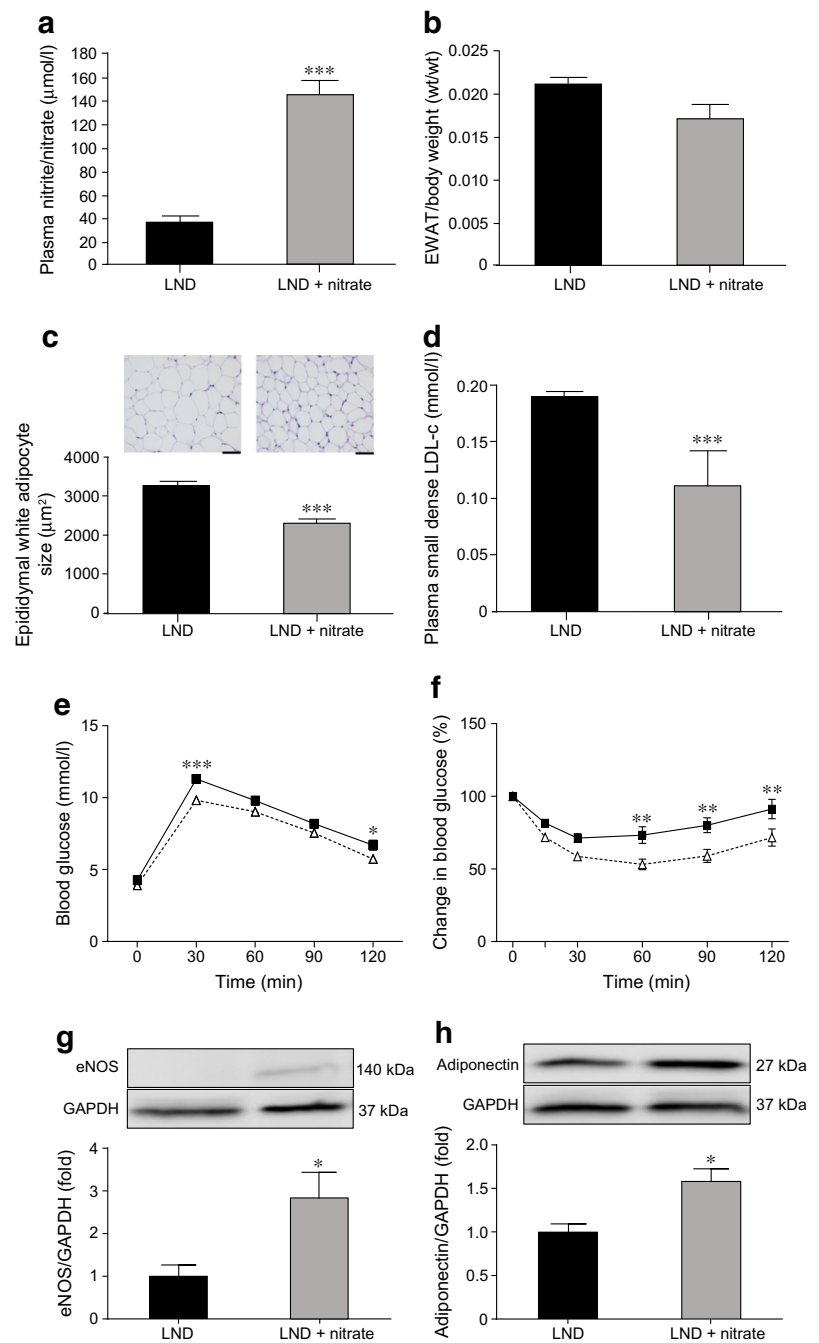 a
Plasma nitrite/nitrate (μmol/l)
180
160
140
120
100
80
60
40
20
0
***
LND
LND + nitrate
b
EWAT/body weight (wt/wt)
0.025
0.020
0.015
0.010
0.005
0
LND
LND + nitrate
c
Epididymal white adipocyte
size (μm²)
4000
3000
2000
1000
0
***
LND
LND + nitrate
d
Plasma small dense LDL-c (mmol/l)
0.20
0.15
0.10
0.05
0
***
LND
LND + nitrate
e
Blood glucose (mmol/l)
15
10
5
0
***
*
0
30
60
90
120
Time (min)
f
Change in blood glucose (%)
150
100
50
0
**
**
**
0
30
60
90
120
Time (min)
g
eNOS
140 kDa
GAPDH
37 kDa
eNOS/GAPDH (fold)
4
3
2
1
0
*
LND
LND + nitrate
h
Adiponectin
27 kDa
GAPDH
37 kDa
Adiponectin/GAPDH (fold)
2.0
1.5
1.0
0.5
0
*
LND
LND + nitrate